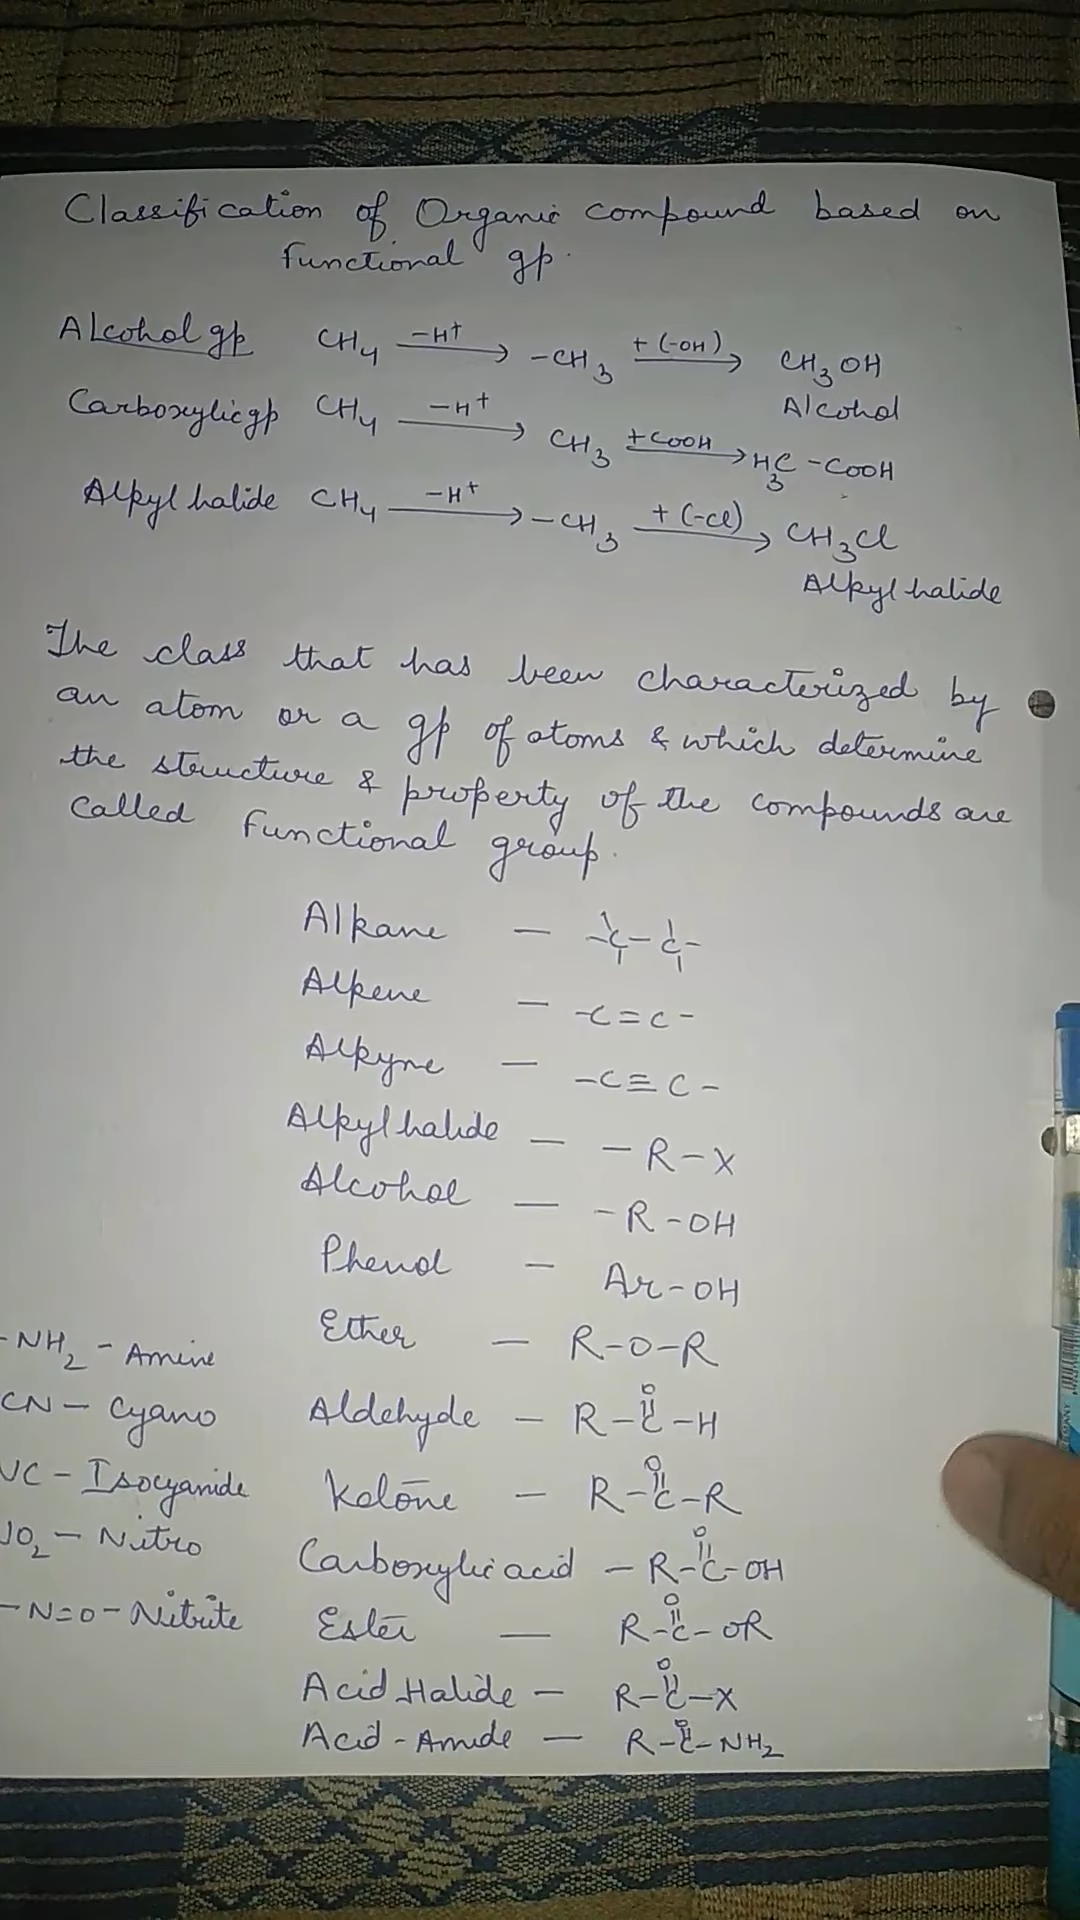 Classification of Organic compound based on
functional gp.
Alcohol gp CH4 -H+→ -CH3 +(-OH)→ CH3OH
Alcohol
Carboxylic gp CH4 -H+→ CH3 +COOH→ H3C-COOH
Alkyl halide CH4 -H+→ -CH3 +(-Cl)→ CH3Cl
Alkyl halide
The class that has been characterized by
an atom or a gp of atoms & which determine
the structure & property of the compounds are
called functional group.
Alkane - -C-C-
Alkene - -C=C-
Alkyne - -C≡C-
Alkyl halide - -R-X
Alcohol - -R-OH
Phenol - Ar-OH
Ether - R-O-R
Aldehyde - R-C(=O)-H
Ketone - R-C(=O)-R
Carboxylic acid - R-C(=O)-OH
Ester - R-C(=O)-OR
Acid Halide - R-C(=O)-X
Acid-Amide - R-C(=O)-NH2
-NH2 - Amine
CN - Cyano
NC - Isocyanide
NO2 - Nitro
-N=O - Nitrite